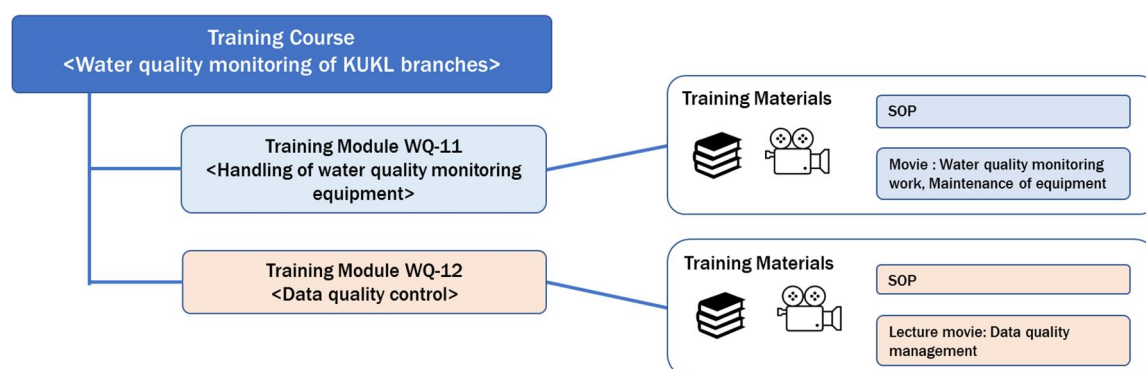 Training Course
<Water quality monitoring of KUKL branches>
Training Module WQ-11
<Handling of water quality monitoring
equipment>
Training Materials
SOP
Movie : Water quality monitoring
work, Maintenance of equipment
Training Module WQ-12
<Data quality control>
Training Materials
SOP
Lecture movie: Data quality
management